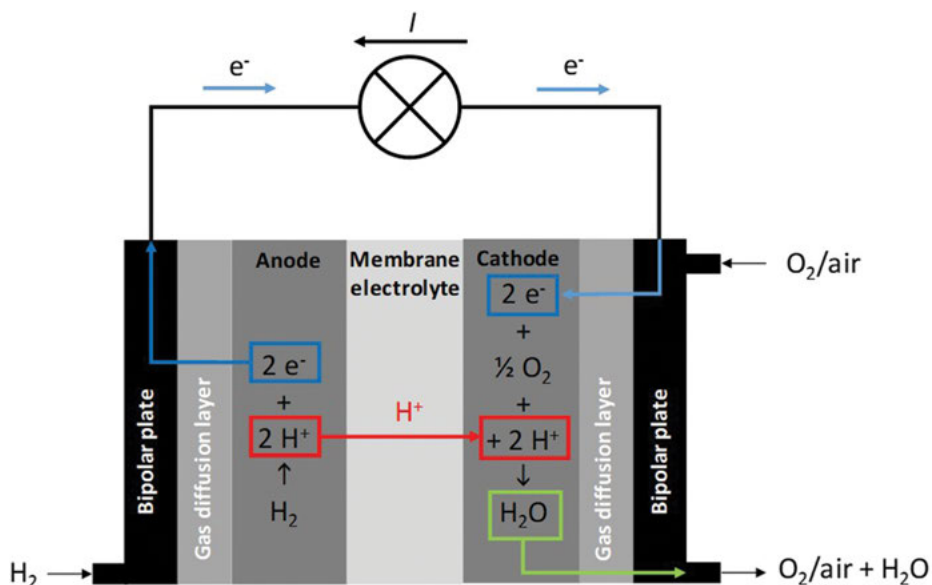 I
e⁻
e⁻
Anode
Membrane
electrolyte
Cathode
O₂/air
2 e⁻
+
½ O₂
+
2 e⁻
+
2 H⁺
H⁺
+ 2 H⁺
↑
↓
H₂
H₂O
Bipolar plate
Gas diffusion layer
Gas diffusion layer
Bipolar plate
H₂
O₂/air + H₂O